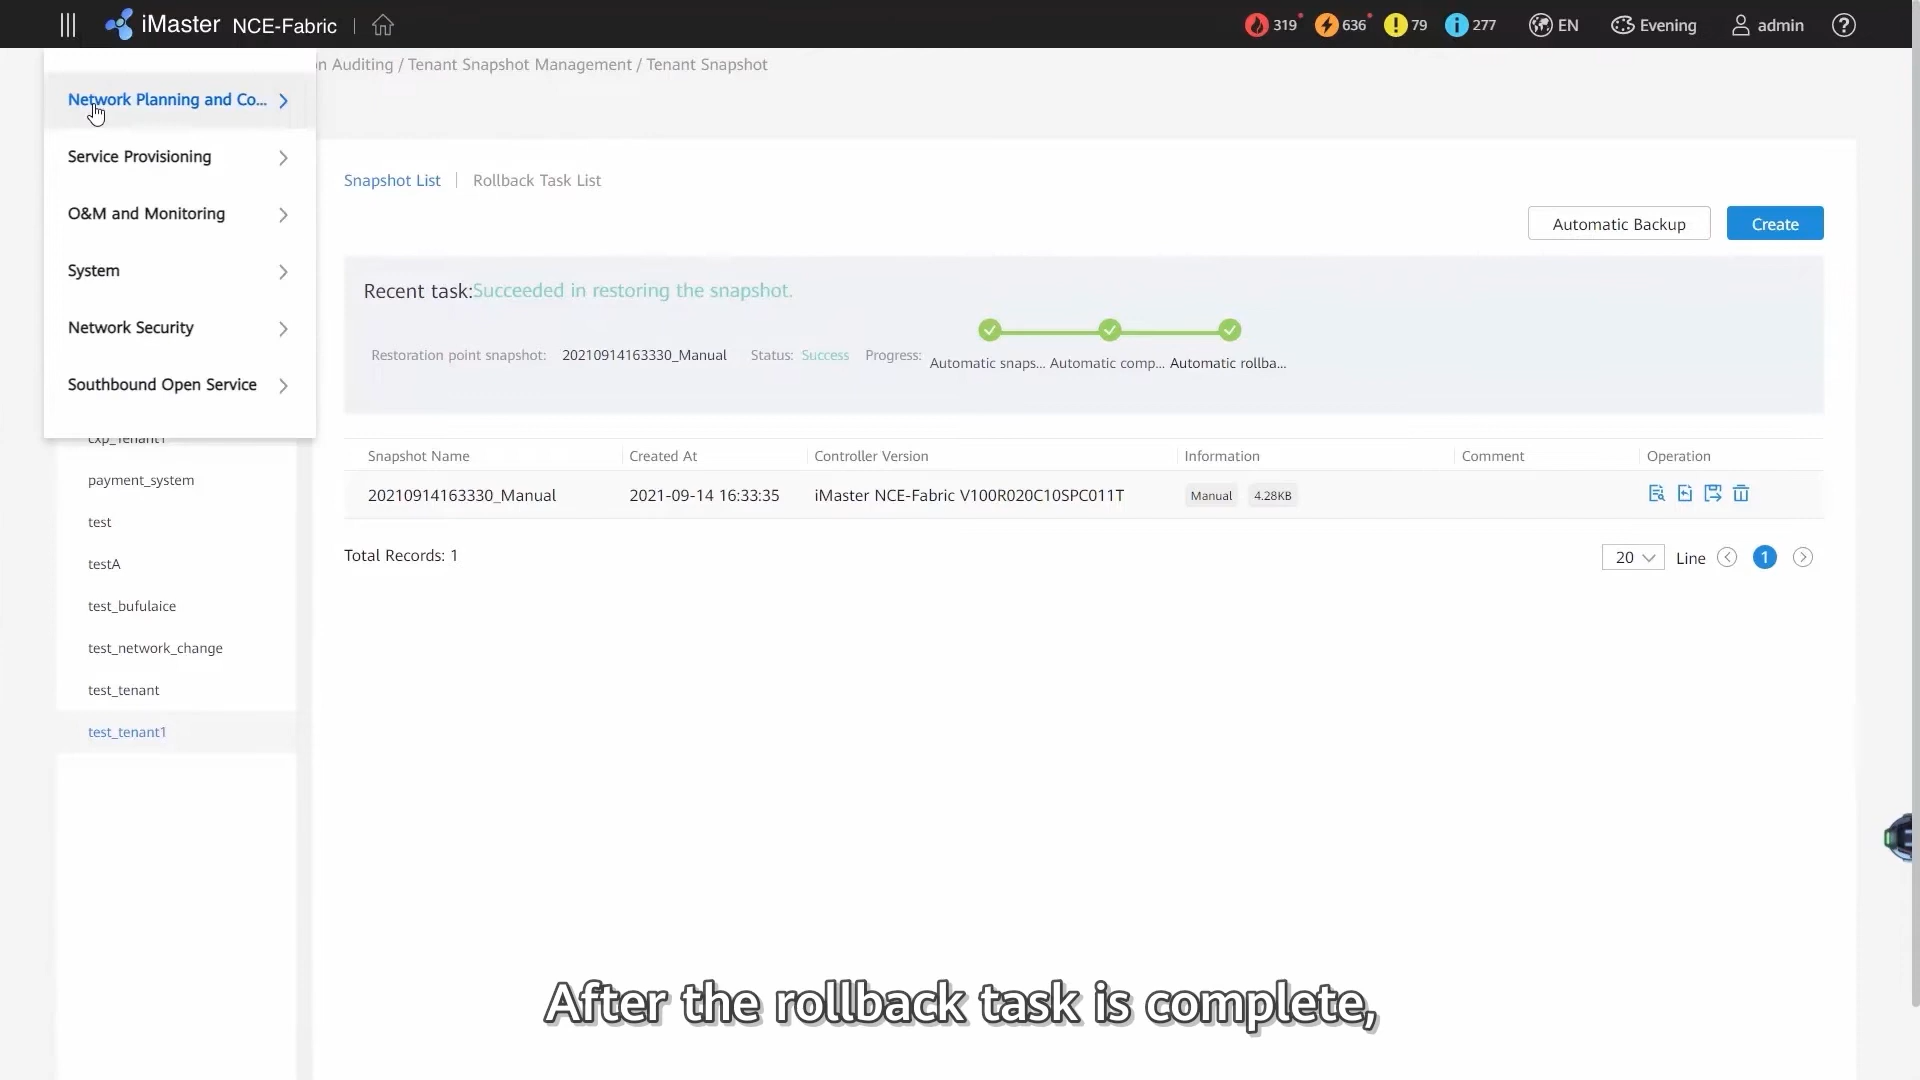 iMaster NCE-Fabric
319 636 79 277 EN Evening admin
n Auditing / Tenant Snapshot Management / Tenant Snapshot
Network Planning and Co...
Service Provisioning
O&M and Monitoring
System
Network Security
Southbound Open Service
exp_Tenant1
payment_system
test
testA
test_bufulaice
test_network_change
test_tenant
test_tenant1
Snapshot List | Rollback Task List
Automatic Backup Create
Recent task:Succeeded in restoring the snapshot.
Restoration point snapshot: 20210914163330_Manual Status: Success Progress: Automatic snaps... Automatic comp... Automatic rollba...
Snapshot Name Created At Controller Version Information Comment Operation
20210914163330_Manual 2021-09-14 16:33:35 iMaster NCE-Fabric V100R020C10SPC011T Manual 4.28KB
Total Records: 1
20 Line 1
After the rollback task is complete,